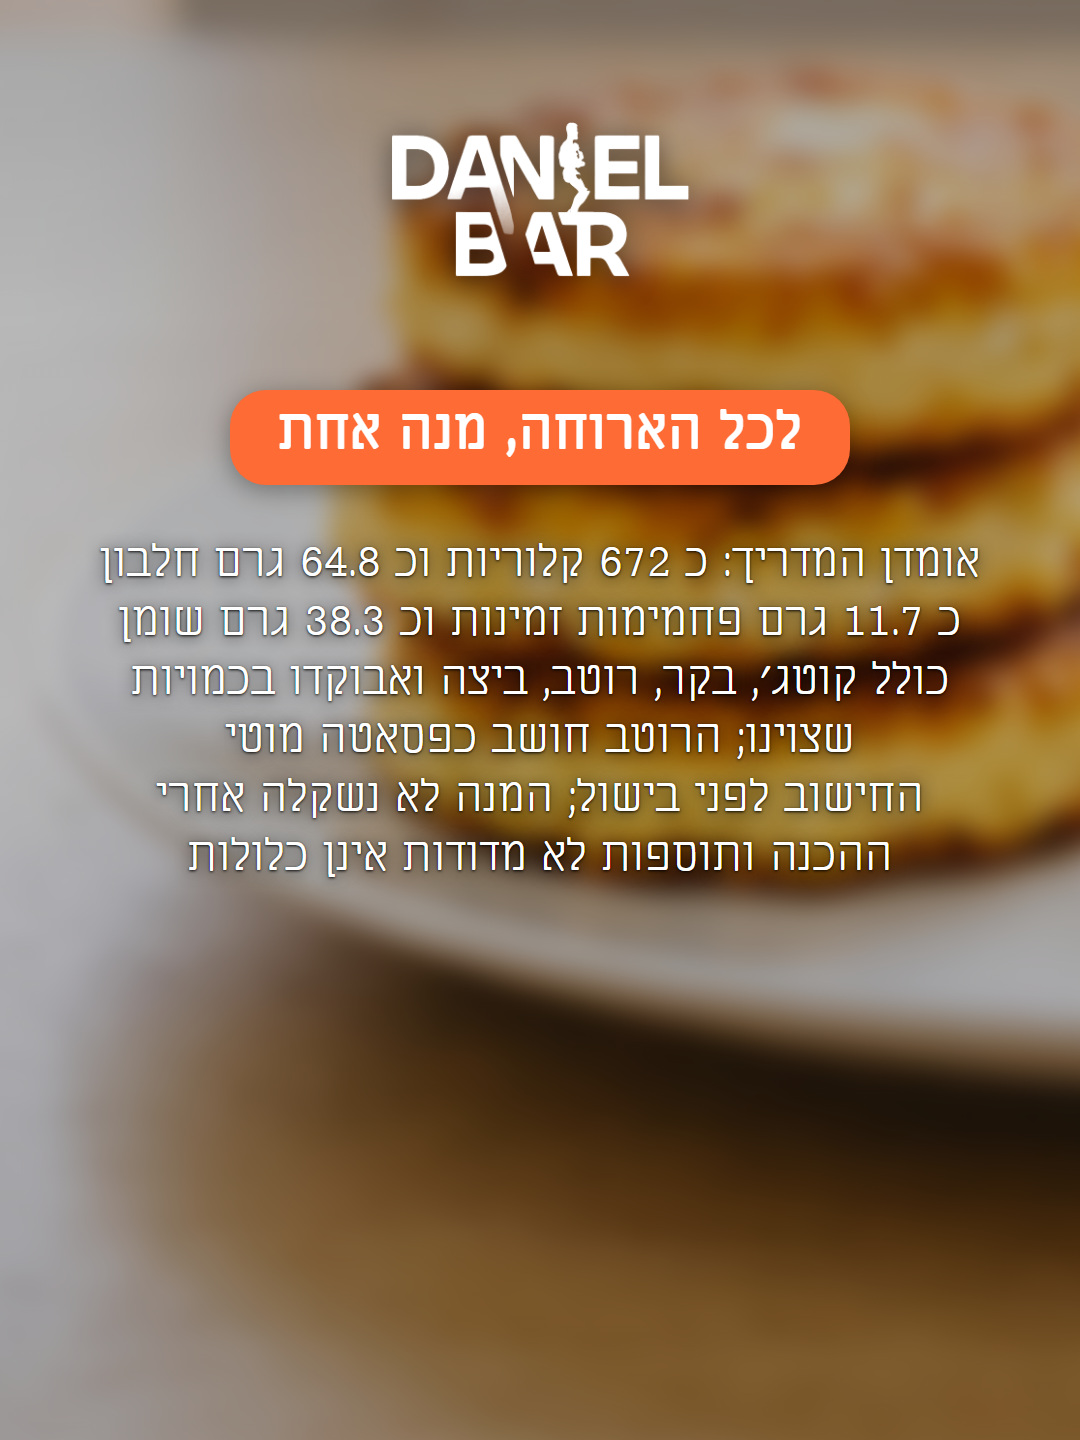 DANIEL
BAR
לכל הארוחה, מנה אחת
אומדן המדריך: כ 672 קלוריות וכ 64.8 גרם חלבון
כ 11.7 גרם פחמימות זמינות וכ 38.3 גרם שומן
כולל קוטג׳, בקר, רוטב, ביצה ואבוקדו בכמויות
שצוינו; הרוטב חושב כפסאטה מוטי
החישוב לפני בישול; המנה לא נשקלה אחרי
ההכנה ותוספות לא מדודות אינן כלולות